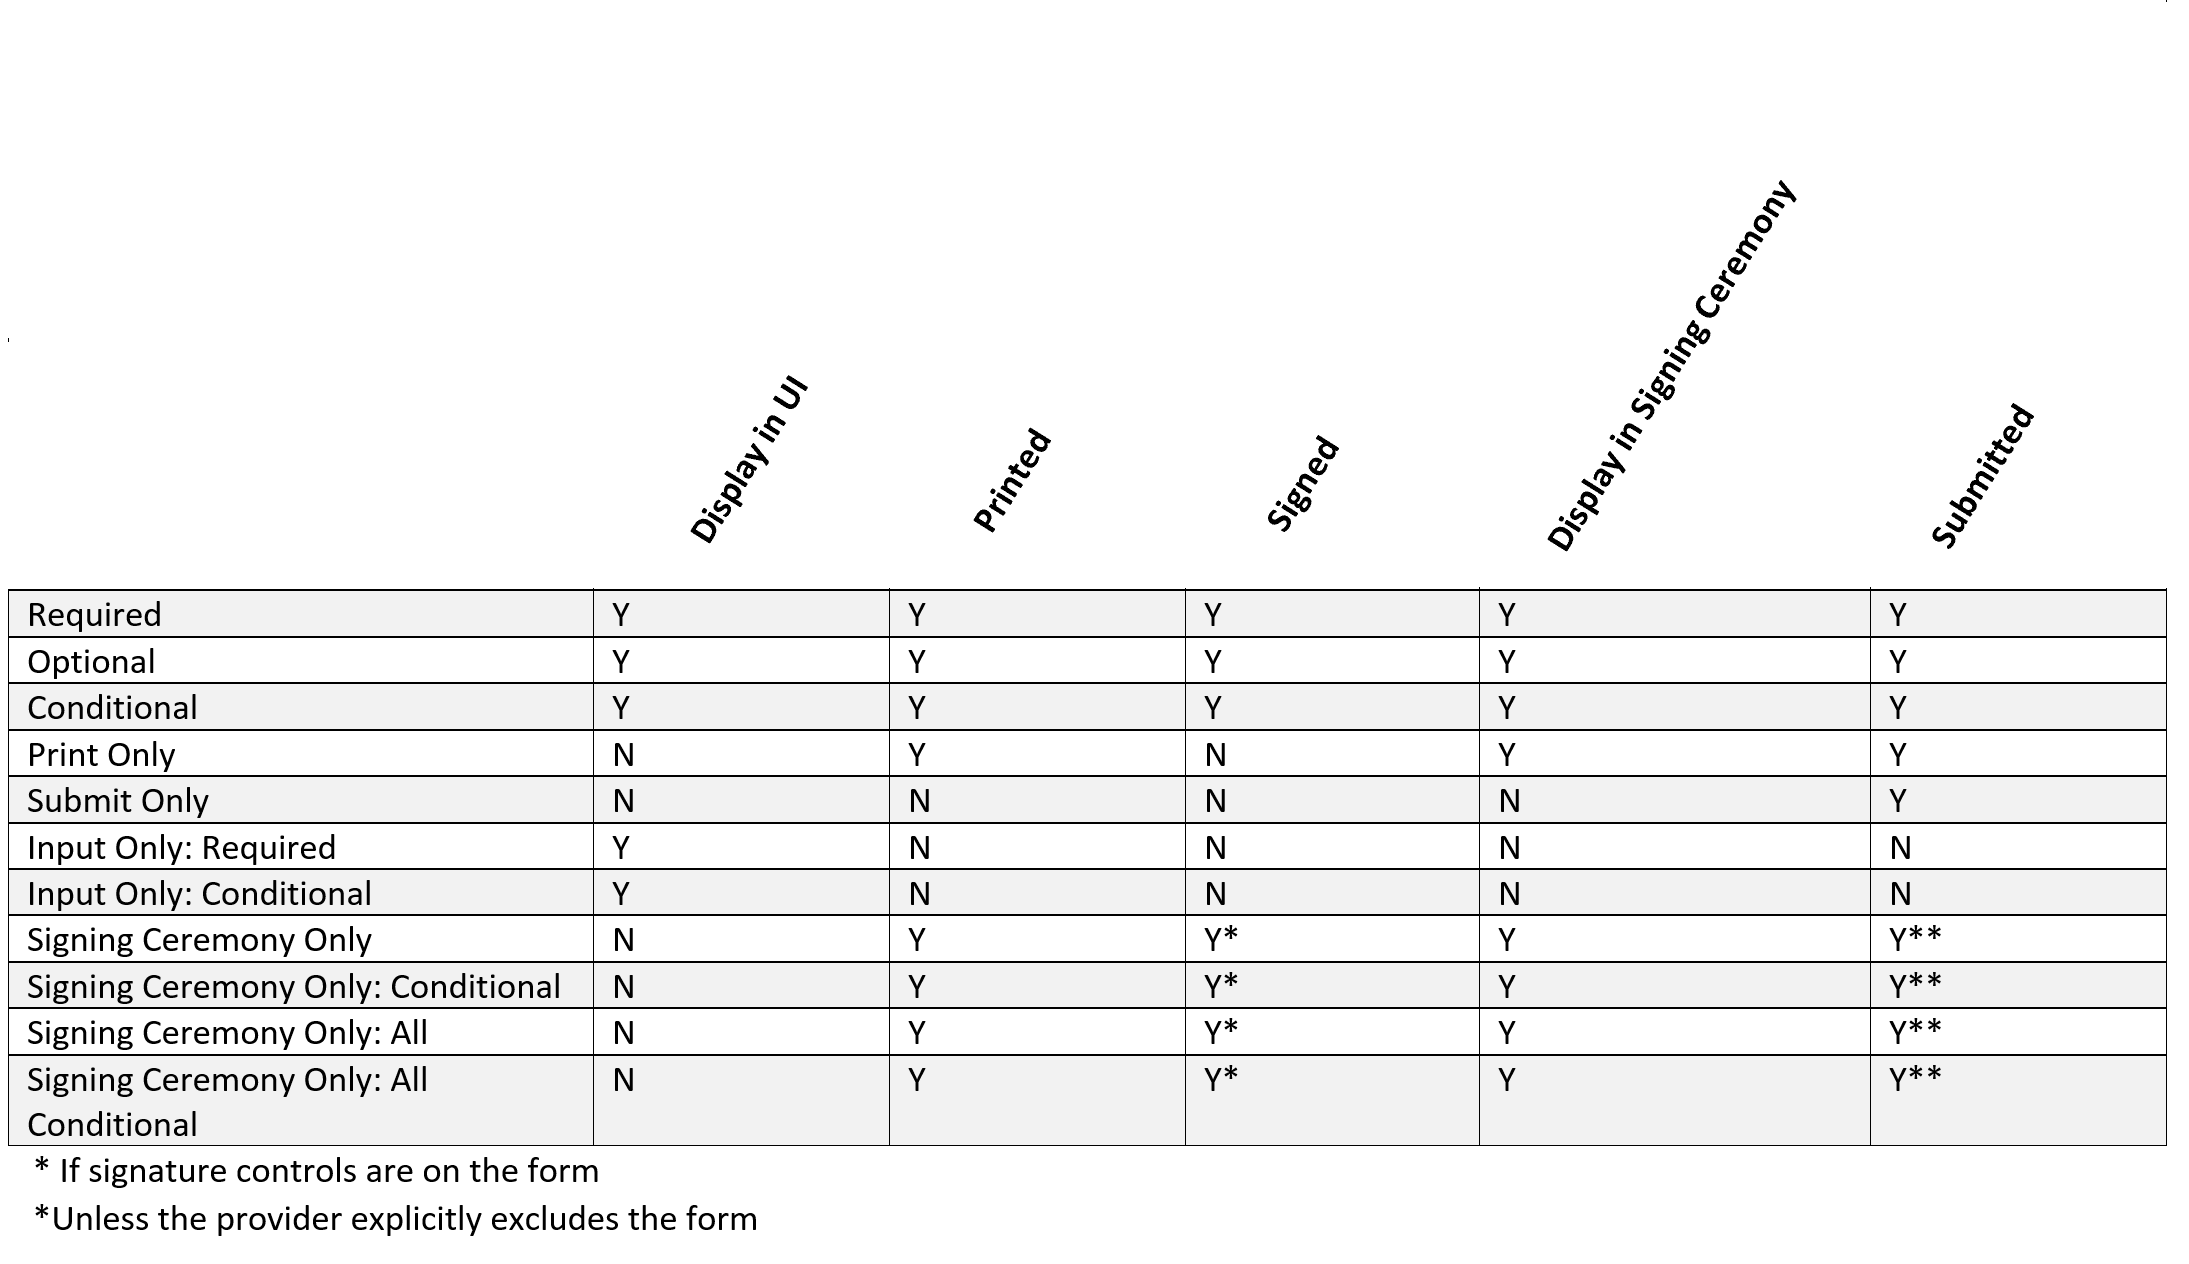 Display in UI Printed Signed Display in Signing Ceremony Submitted
Required Y Y Y Y Y
Optional Y Y Y Y Y
Conditional Y Y Y Y Y
Print Only N Y N Y Y
Submit Only N N N N Y
Input Only: Required Y N N N N
Input Only: Conditional Y N N N N
Signing Ceremony Only N Y Y* Y Y**
Signing Ceremony Only: Conditional N Y Y* Y Y**
Signing Ceremony Only: All N Y Y* Y Y**
Signing Ceremony Only: All N Y Y* Y Y**
Conditional
* If signature controls are on the form
*Unless the provider explicitly excludes the form